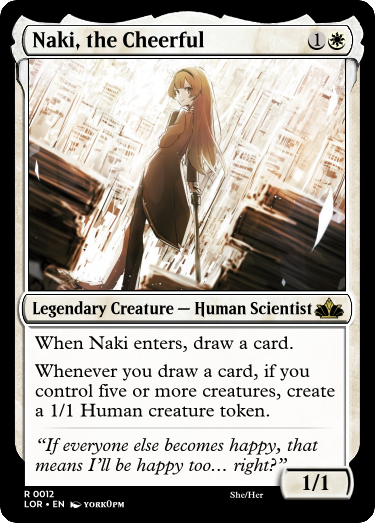 Naki, the Cheerful 1
Legendary Creature — Human Scientist
When Naki enters, draw a card.
Whenever you draw a card, if you
control five or more creatures, create
a 1/1 Human creature token.
“If everyone else becomes happy, that
means I’ll be happy too… right?”
1/1
R 0012
LOR • EN YORK0PM
She/Her